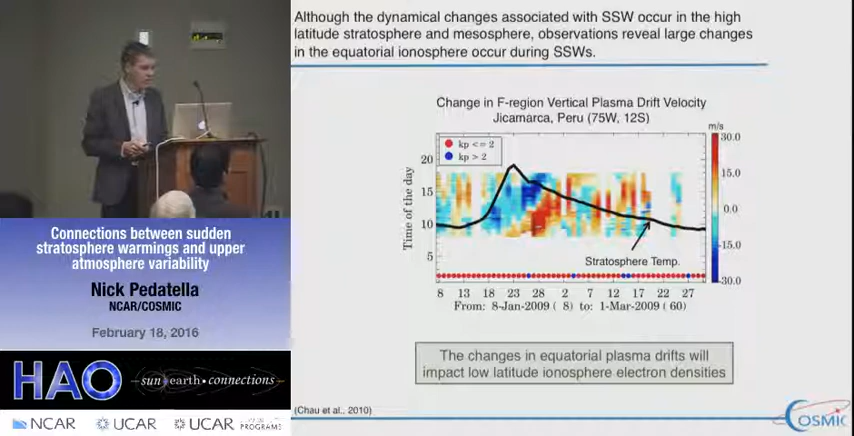 Although the dynamical changes associated with SSW occur in the high
latitude stratosphere and mesosphere, observations reveal large changes
in the equatorial ionosphere occur during SSWs.
Change in F-region Vertical Plasma Drift Velocity
Jicamarca, Peru (75W, 12S)
m/s
kp <= 2
kp > 2
Time of the day
20
15
10
5
30.0
15.0
0.0
-15.0
-30.0
Stratosphere Temp.
8 13 18 23 28 2 7 12 17 22 27
From: 8-Jan-2009 ( 8) to: 1-Mar-2009 ( 60)
The changes in equatorial plasma drifts will
impact low latitude ionosphere electron densities
(Chau et al., 2010)
COSMIC
Connections between sudden
stratosphere warmings and upper
atmosphere variability
Nick Pedatella
NCAR/COSMIC
February 18, 2016
HAO
sun earth connections
NCAR
UCAR
UCAR
PROGRAMS